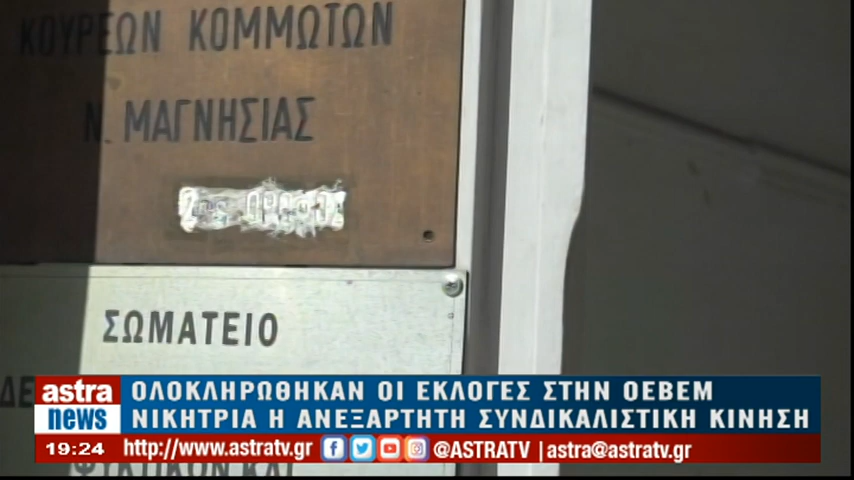 ΚΟΥΡΕΩΝ ΚΟΜΜΩΤΩΝ
Ν. ΜΑΓΝΗΣΙΑΣ
ΣΩΜΑΤΕΙΟ
astra
news
ΟΛΟΚΛΗΡΩΘΗΚΑΝ ΟΙ ΕΚΛΟΓΕΣ ΣΤΗΝ ΟΕΒΕΜ
ΝΙΚΗΤΡΙΑ Η ΑΝΕΞΑΡΤΗΤΗ ΣΥΝΔΙΚΑΛΙΣΤΙΚΗ ΚΙΝΗΣΗ
19:24 http://www.astratv.gr @ASTRATV | astra@astratv.gr